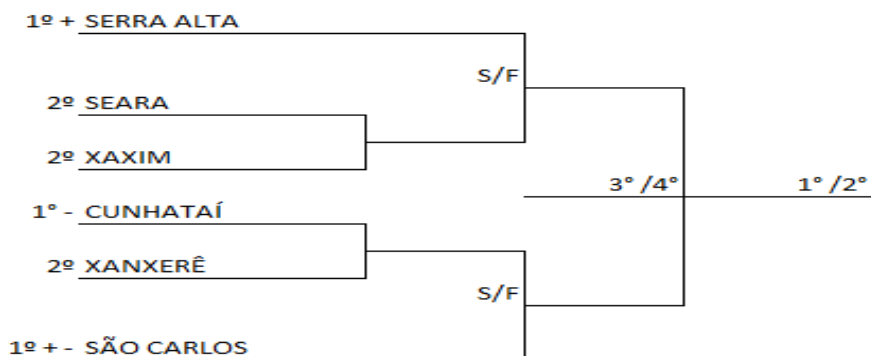 1º + SERRA ALTA
S/F
2º SEARA
2º XAXIM
3° /4°
1° /2°
1° - CUNHATAÍ
2º XANXERÊ
S/F
1º + - SÃO CARLOS